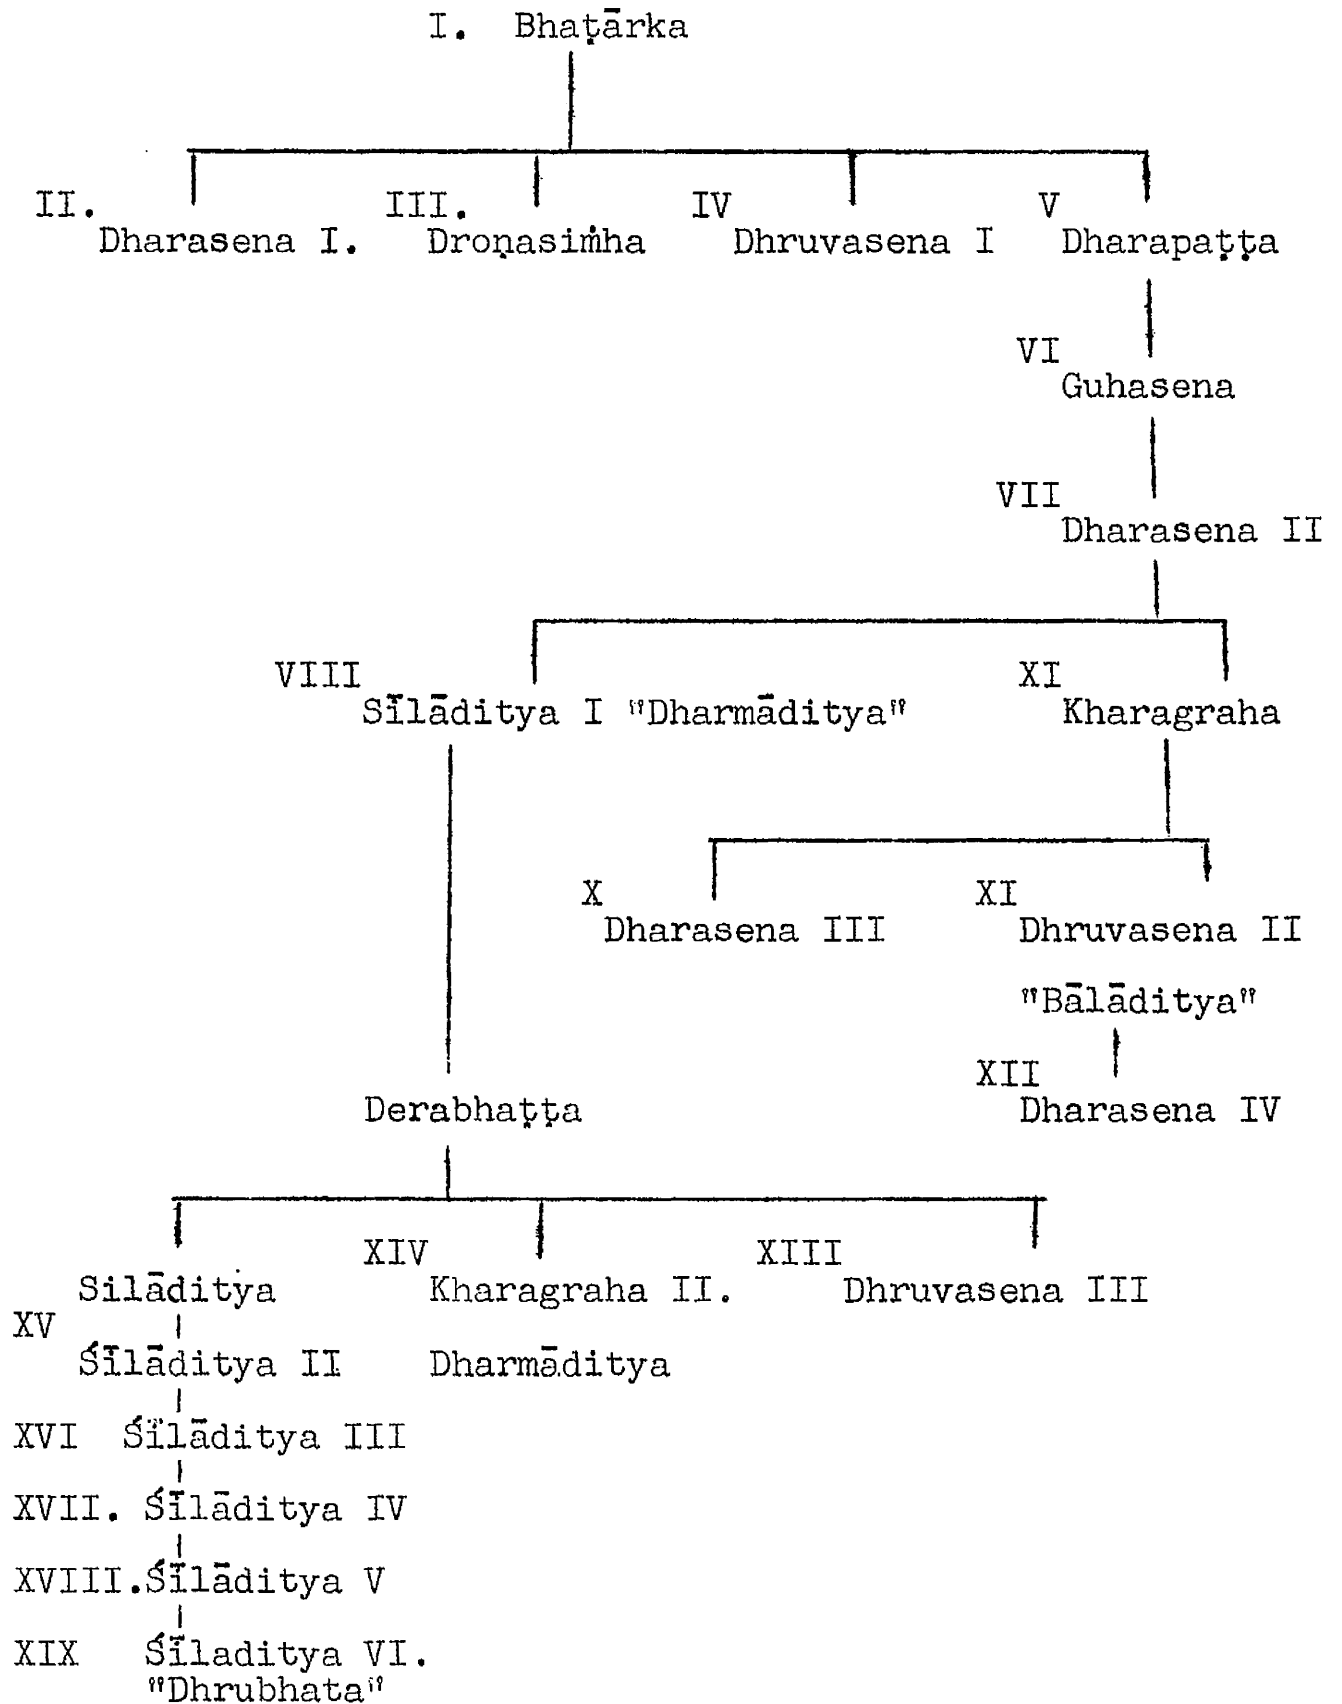 I. Bhaṭārka
II. III. IV V
Dharasena I. Droṇasiṁha Dhruvasena I Dharapaṭṭa
VI
Guhasena
VII
Dharasena II
VIII XI
Sīlāditya I "Dharmāditya" Kharagraha
X XI
Dharasena III Dhruvasena II
"Bālāditya"
XII
Derabhaṭṭa Dharasena IV
XIV XIII
Silāditya Kharagraha II. Dhruvasena III
XV
Śīlāditya II Dharmāditya
XVI Śīlāditya III
XVII. Śīlāditya IV
XVIII. Śīlāditya V
XIX Śīladitya VI.
"Dhrubhata"